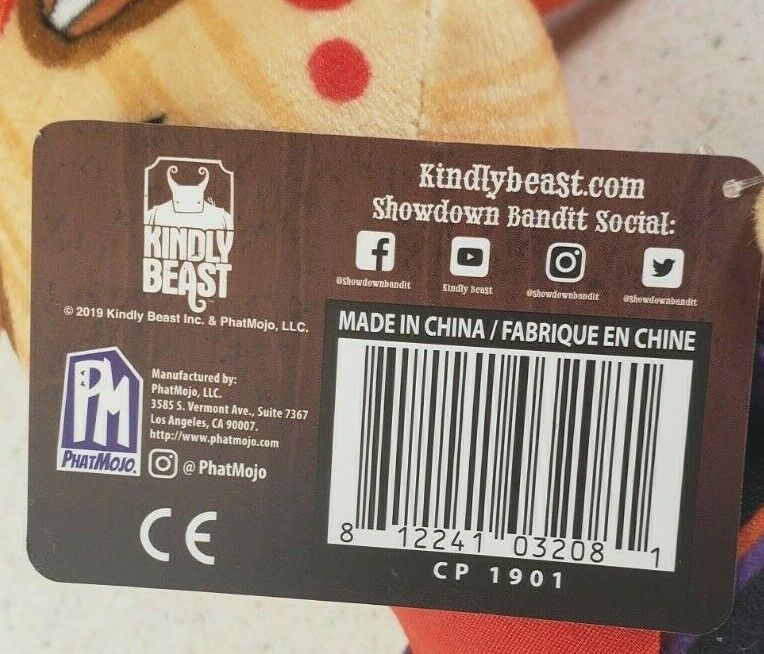 KINDLY
BEAST
© 2019 Kindly Beast Inc. & PhatMojo, LLC.
PM
PHATMOJO.
Manufactured by:
PhatMojo, LLC.
3585 S. Vermont Ave., Suite 7367
Los Angeles, CA 90007.
http://www.phatmojo.com
@ PhatMojo
CE
Kindlybeast.com
Showdown Bandit Social:
@showdownbandit
Kindly Beast
@showdownbandit
@showdownbandit
MADE IN CHINA / FABRIQUE EN CHINE
8 12241 03208 1
CP 1901